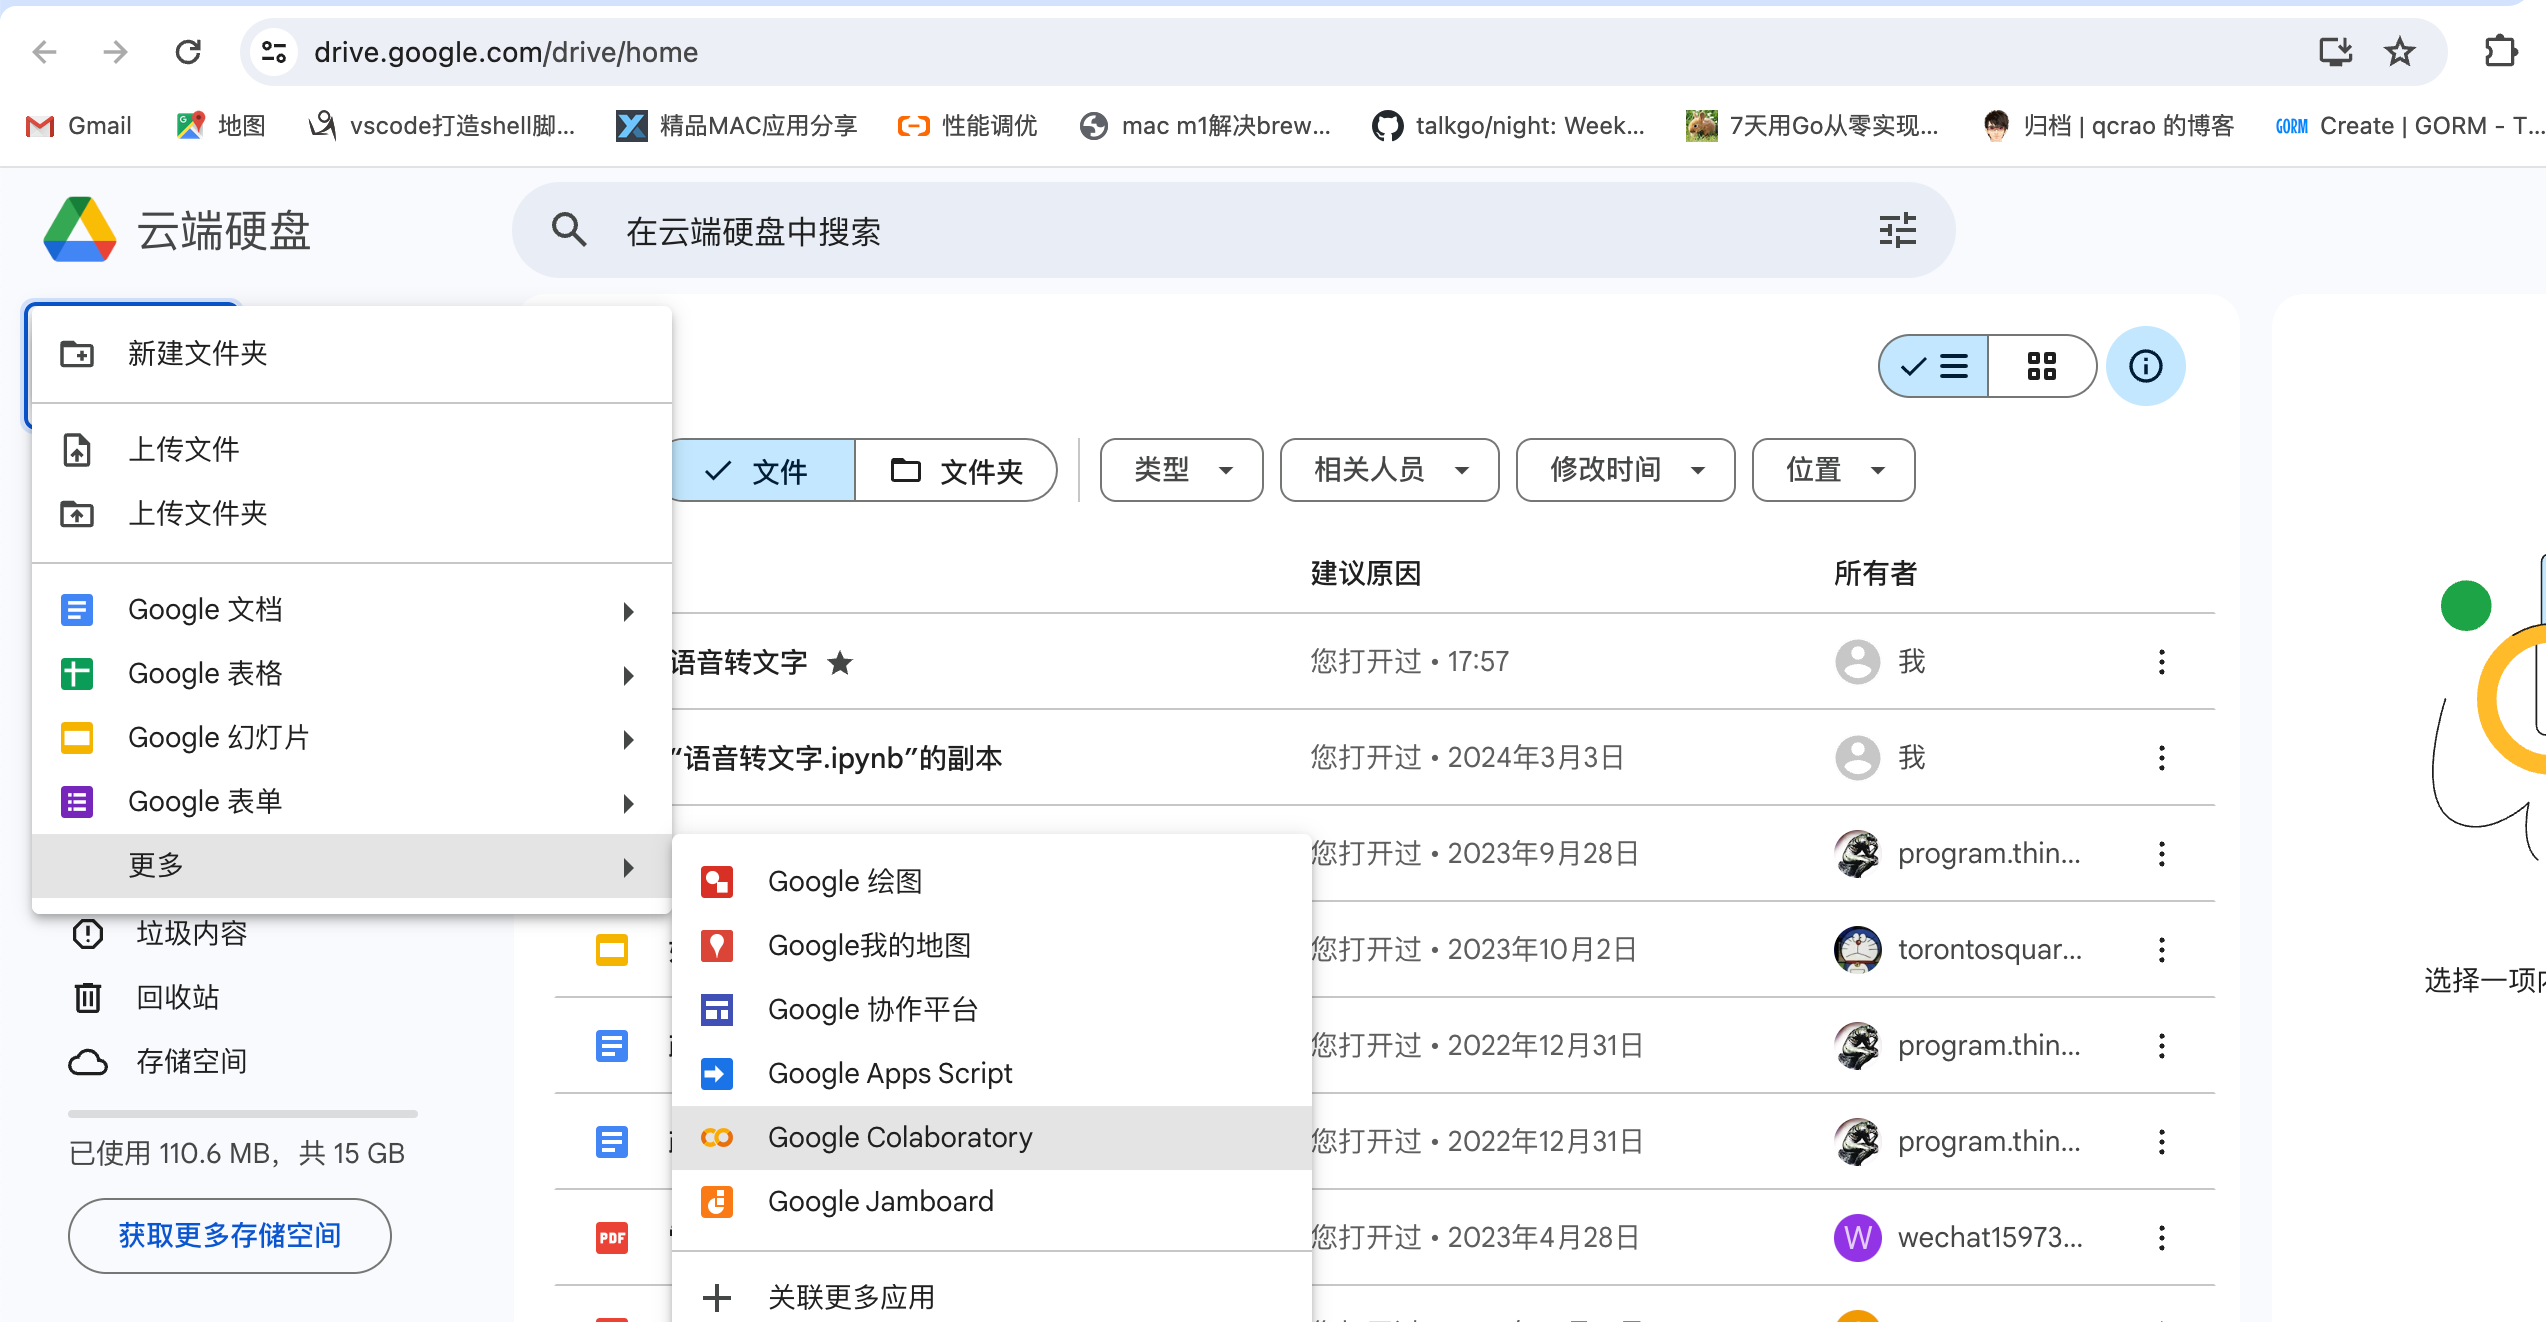 drive.google.com/drive/home
Gmail
地图
vscode打造shell脚...
精品MAC应用分享
性能调优
mac m1解决brew...
talkgo/night: Week...
7天用Go从零实现...
归档 | qcrao 的博客
GORM
Create | GORM - T...
云端硬盘
在云端硬盘中搜索
新建文件夹
上传文件
上传文件夹
Google 文档
Google 表格
Google 幻灯片
Google 表单
更多
垃圾内容
回收站
存储空间
已使用 110.6 MB，共 15 GB
获取更多存储空间
文件
文件夹
类型
相关人员
修改时间
位置
建议原因
所有者
语音转文字
您打开过 • 17:57
我
“语音转文字.ipynb”的副本
您打开过 • 2024年3月3日
我
您打开过 • 2023年9月28日
program.thin...
您打开过 • 2023年10月2日
torontosquar...
您打开过 • 2022年12月31日
program.thin...
您打开过 • 2022年12月31日
program.thin...
PDF
您打开过 • 2023年4月28日
W
wechat15973...
Google 绘图
Google我的地图
Google 协作平台
Google Apps Script
Google Colaboratory
Google Jamboard
关联更多应用
选择一项